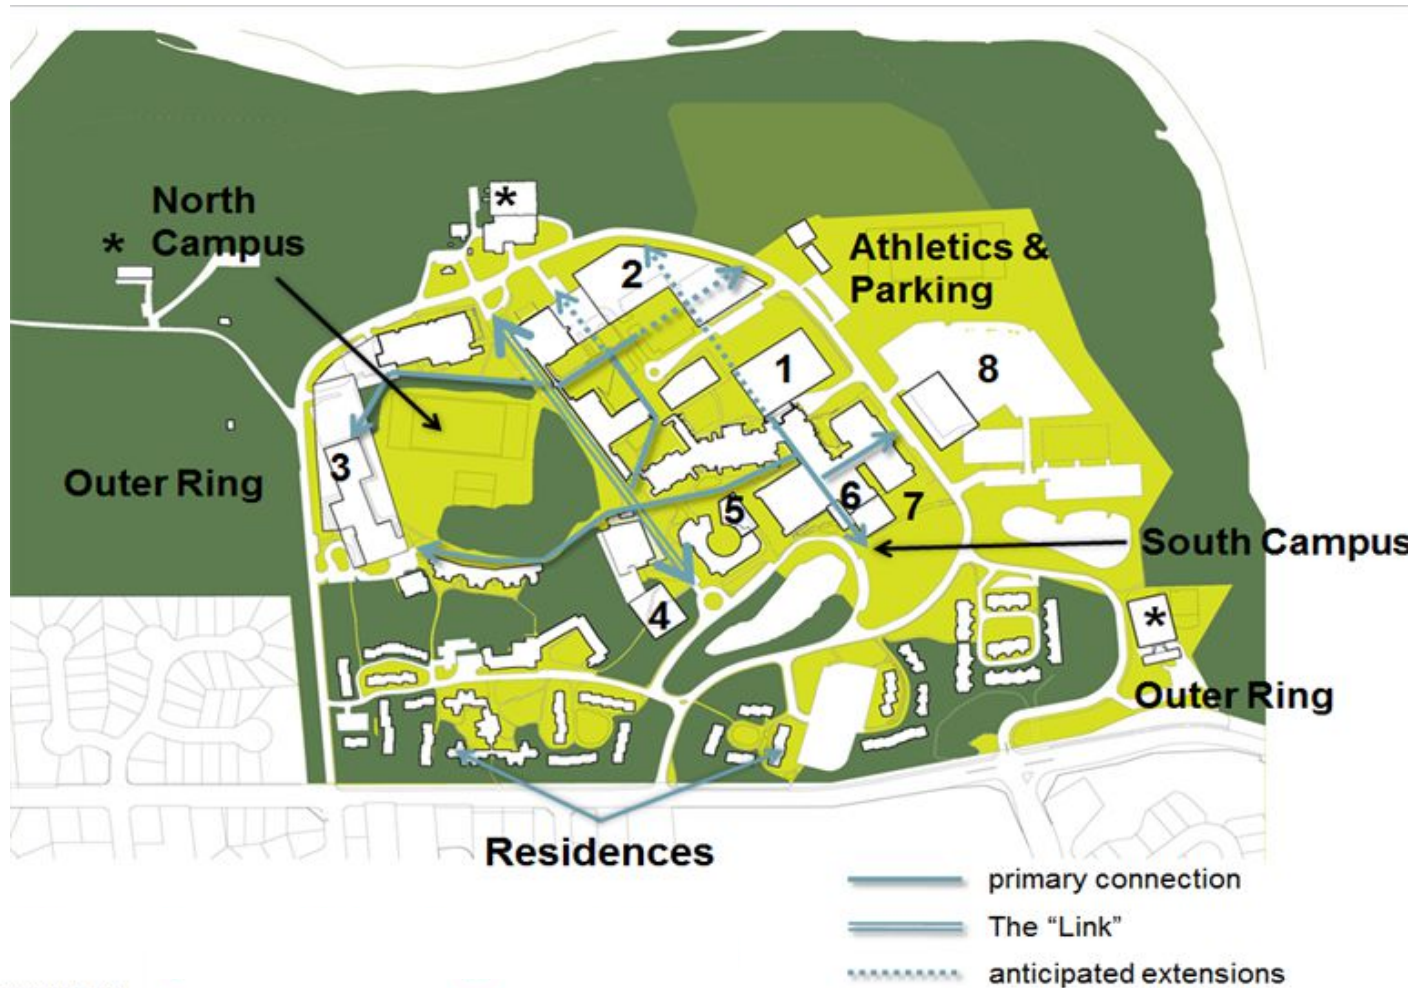 North
* Campus
*
2
Athletics &
Parking
1
8
3
Outer Ring
5
6
7
South Campus
4
*
Outer Ring
Residences
primary connection
The “Link”
anticipated extensions